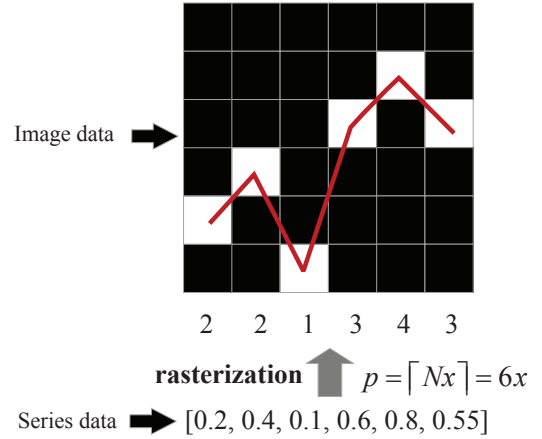 Image data
2 2 1 3 4 3
rasterization p = ⌈Nx⌉ = 6x
Series data [0.2, 0.4, 0.1, 0.6, 0.8, 0.55]